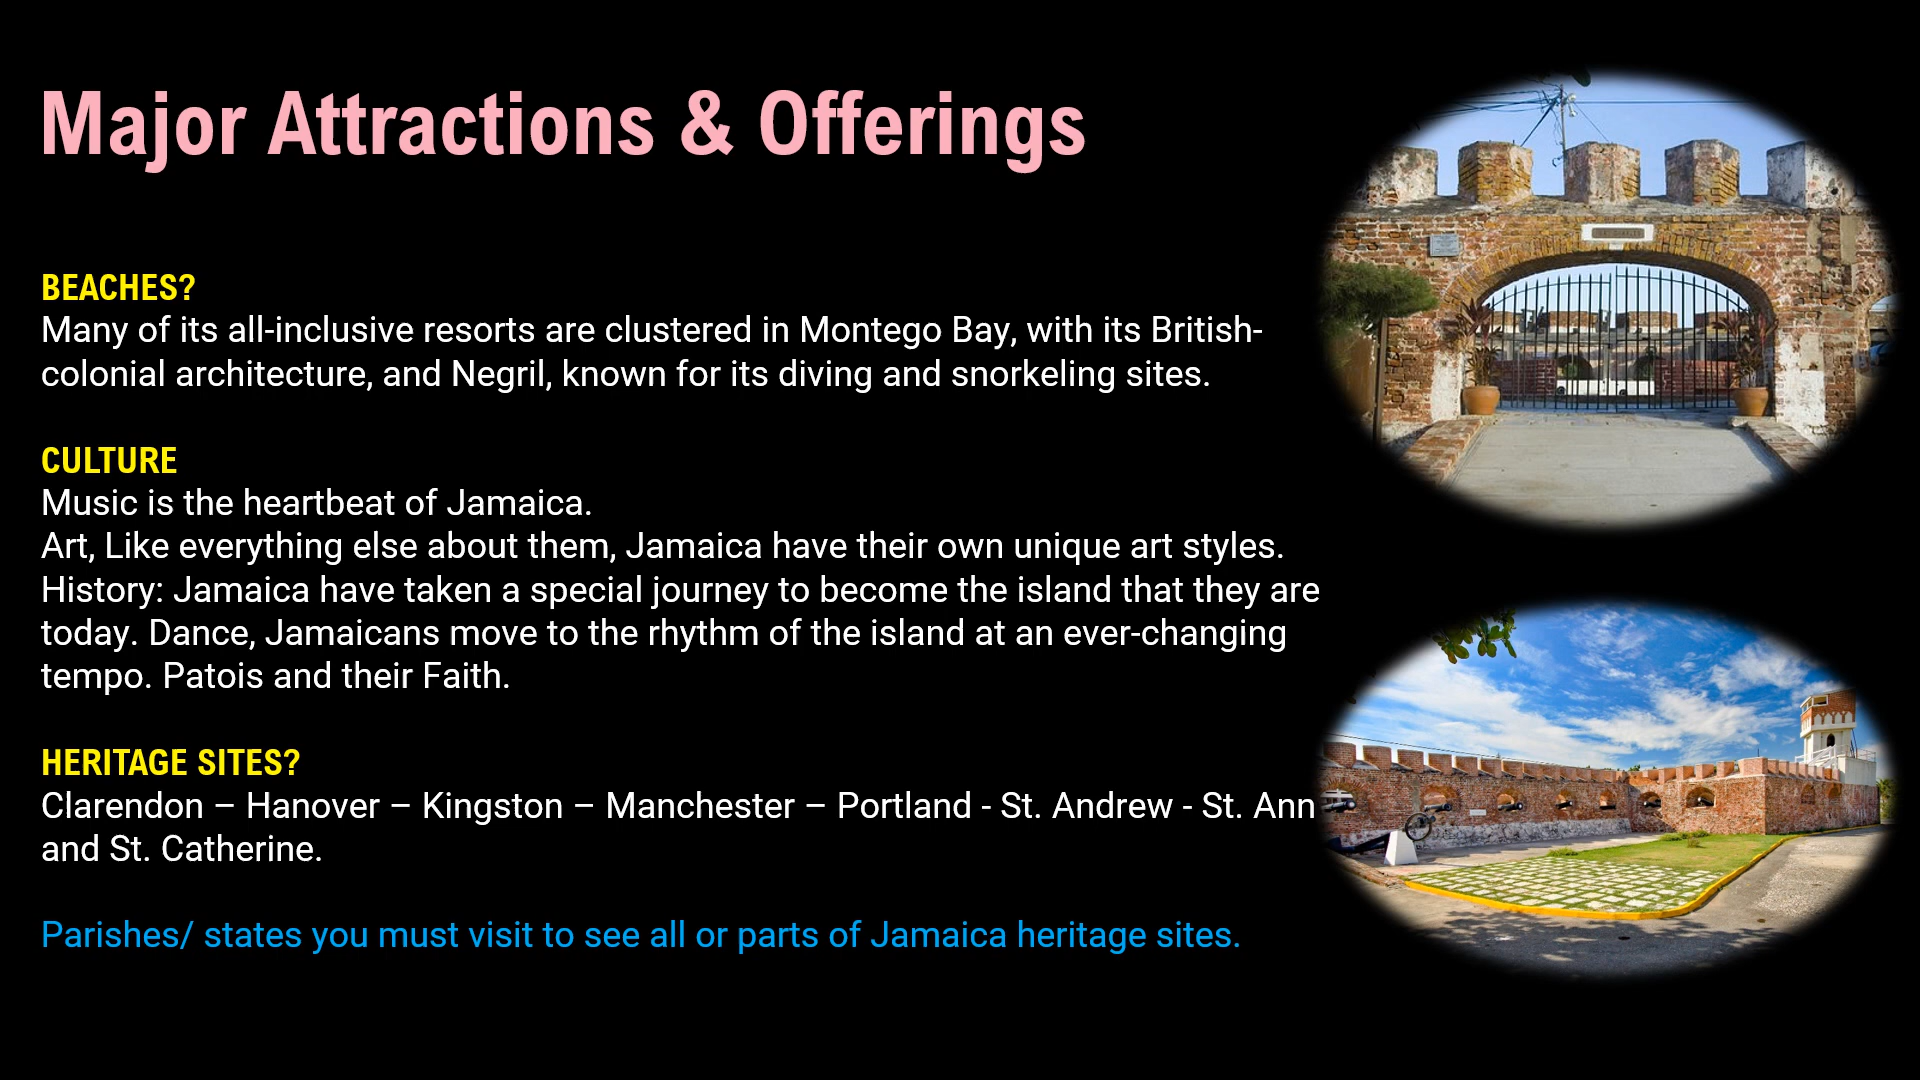 Major Attractions & Offerings
BEACHES?
Many of its all-inclusive resorts are clustered in Montego Bay, with its British-
colonial architecture, and Negril, known for its diving and snorkeling sites.
CULTURE
Music is the heartbeat of Jamaica.
Art, Like everything else about them, Jamaica have their own unique art styles.
History: Jamaica have taken a special journey to become the island that they are
today. Dance, Jamaicans move to the rhythm of the island at an ever-changing
tempo. Patois and their Faith.
HERITAGE SITES?
Clarendon – Hanover – Kingston – Manchester – Portland - St. Andrew - St. Ann
and St. Catherine.
Parishes/ states you must visit to see all or parts of Jamaica heritage sites.